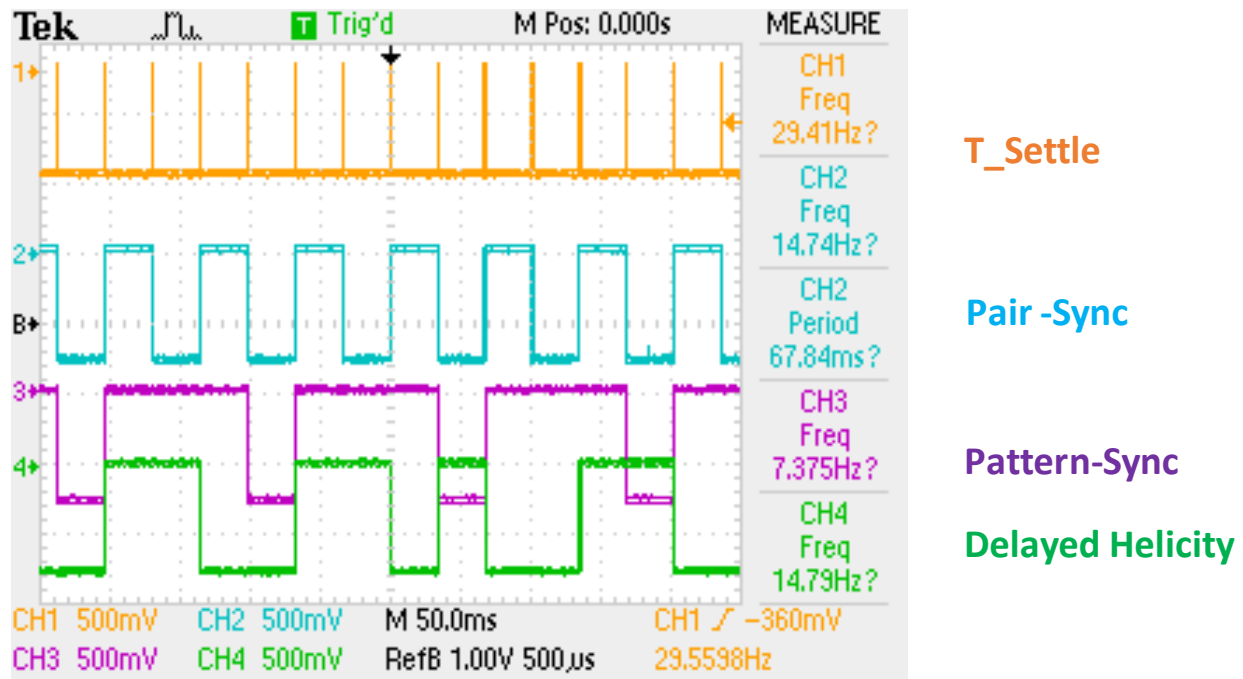 Tek T Trig'd M Pos: 0.000s MEASURE
1
CH1
Freq
29.41Hz?
T_Settle
CH2
Freq
14.74Hz?
2
CH2
Period
67.84ms?
Pair -Sync
B
3
CH3
Freq
7.375Hz?
Pattern-Sync
4
CH4
Freq
14.79Hz?
Delayed Helicity
CH1 500mV CH2 500mV M 50.0ms CH1 -360mV
CH3 500mV CH4 500mV RefB 1.00V 500µs 29.5598Hz